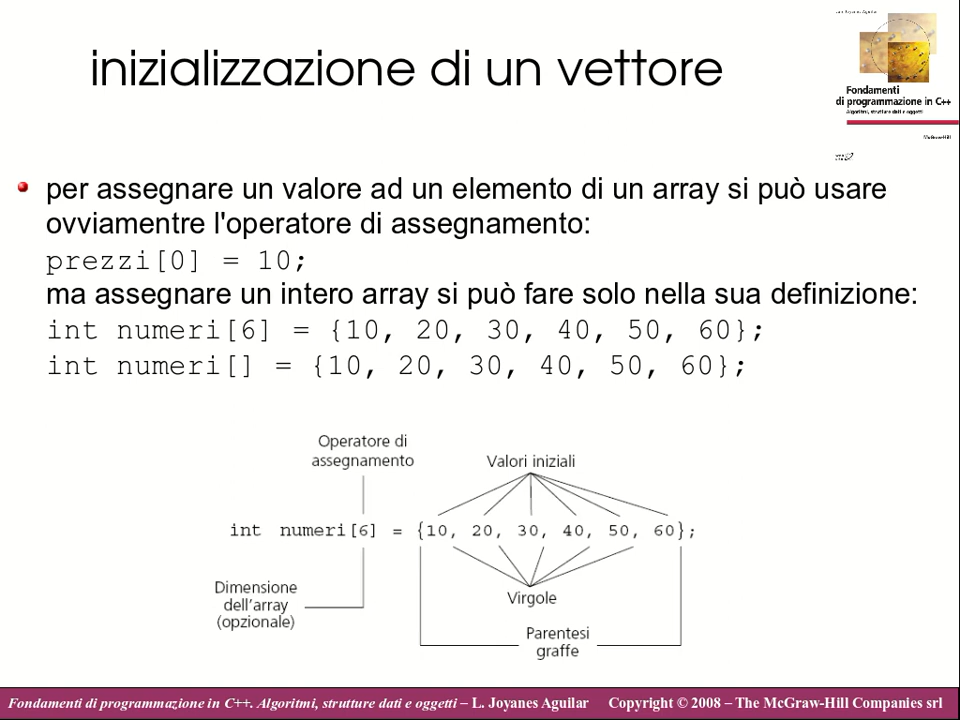 inizializzazione di un vettore
Luis Joyanes Aguilar
Fondamenti
di programmazione in C++
Algoritmi, strutture dati e oggetti
McGraw-Hill
per assegnare un valore ad un elemento di un array si può usare
ovviamentre l'operatore di assegnamento:
prezzi[0] = 10;
ma assegnare un intero array si può fare solo nella sua definizione:
int numeri[6] = {10, 20, 30, 40, 50, 60};
int numeri[] = {10, 20, 30, 40, 50, 60};
Operatore di
assegnamento
Valori iniziali
int numeri[6] = {10, 20, 30, 40, 50, 60};
Dimensione
dell'array
(opzionale)
Virgole
Parentesi
graffe
Fondamenti di programmazione in C++. Algoritmi, strutture dati e oggetti – L. Joyanes Aguilar Copyright © 2008 – The McGraw-Hill Companies srl